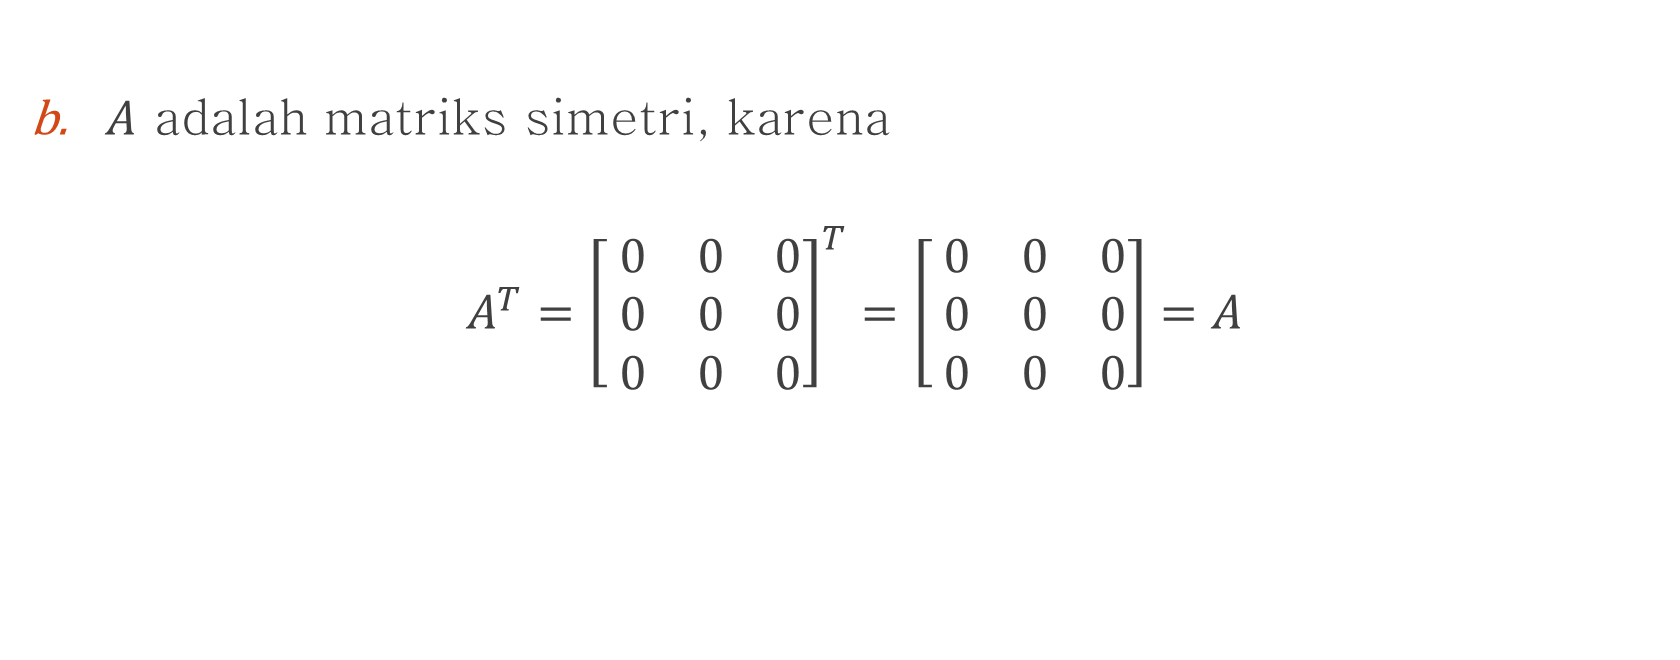 b. A adalah matriks simetri, karena
A^T = [0 0 0; 0 0 0; 0 0 0]^T = [0 0 0; 0 0 0; 0 0 0] = A